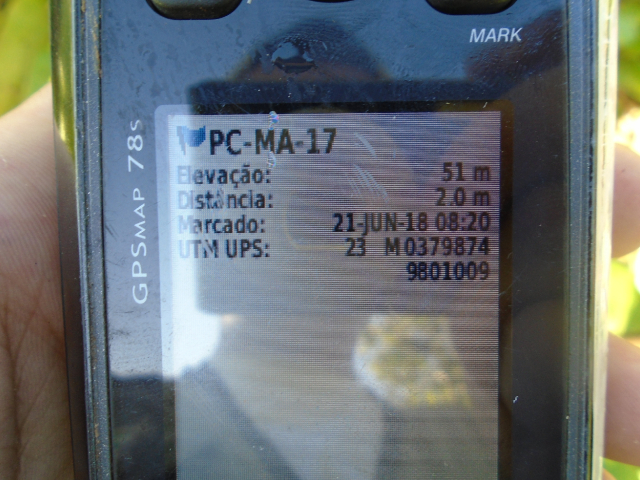 MARK
GPSMAP 78s
PC-MA-17
Elevação: 51 m
Distância: 2.0 m
Marcado: 21-JUN-18 08:20
UTM UPS: 23 M 0379874
9801009